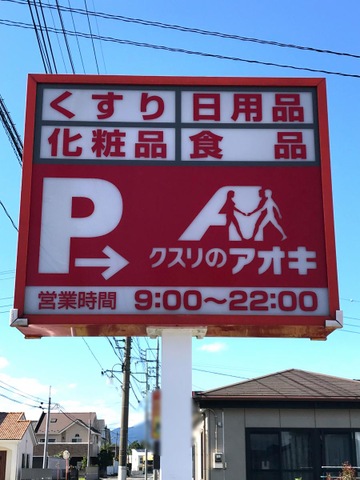 くすり 日用品
化粧品 食品
P→
クスリのアオキ
営業時間 9:00〜22:00